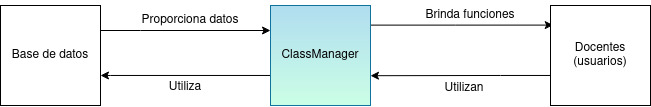 Proporciona datos
Brinda funciones
Base de datos
ClassManager
Docentes
(usuarios)
Utiliza
Utilizan